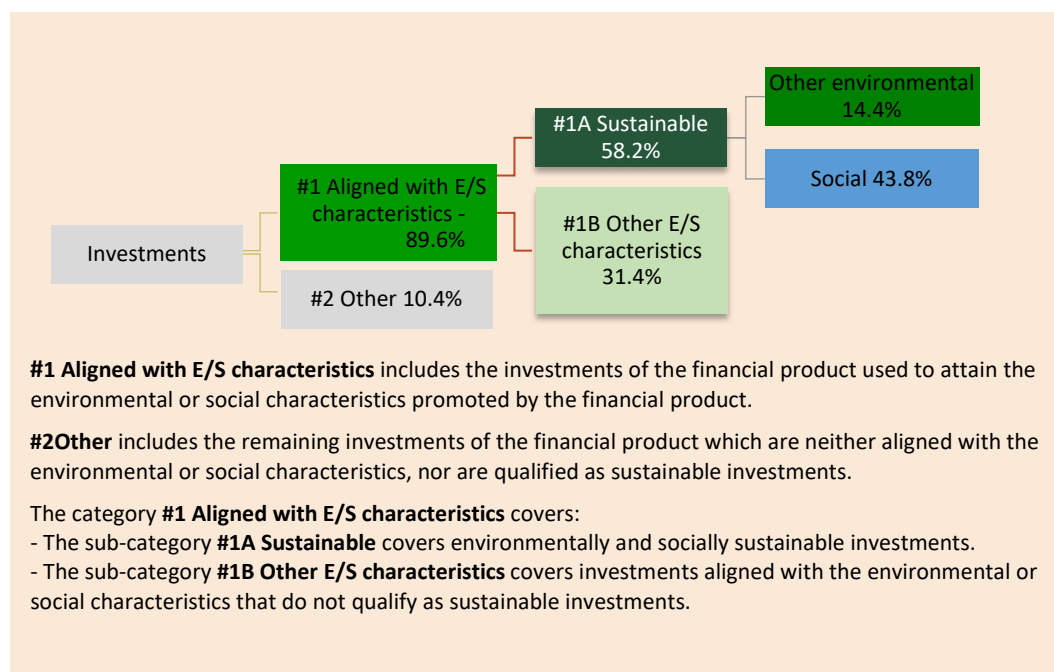 Other environmental
14.4%
#1A Sustainable
58.2%
Social 43.8%
#1 Aligned with E/S
characteristics -
89.6%
#1B Other E/S
characteristics
31.4%
Investments
#2 Other 10.4%
#1 Aligned with E/S characteristics includes the investments of the financial product used to attain the
environmental or social characteristics promoted by the financial product.
#2Other includes the remaining investments of the financial product which are neither aligned with the
environmental or social characteristics, nor are qualified as sustainable investments.
The category #1 Aligned with E/S characteristics covers:
- The sub-category #1A Sustainable covers environmentally and socially sustainable investments.
- The sub-category #1B Other E/S characteristics covers investments aligned with the environmental or
social characteristics that do not qualify as sustainable investments.